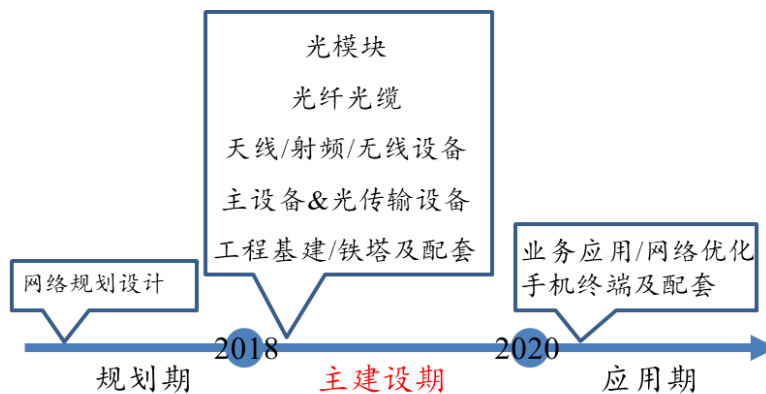 光模块
光纤光缆
天线/射频/无线设备
主设备&光传输设备
工程基建/铁塔及配套
业务应用/网络优化
手机终端及配套
网络规划设计
2018
2020
规划期
主建设期
应用期